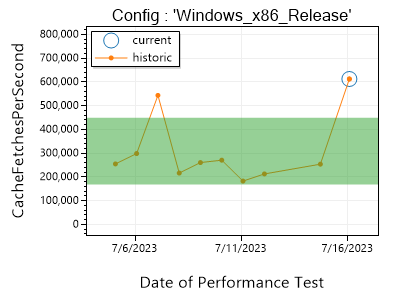 Config : 'Windows_x86_Release'
CacheFetchesPerSecond
800,000
700,000
600,000
500,000
400,000
300,000
200,000
100,000
0
current
historic
7/6/2023
7/11/2023
7/16/2023
Date of Performance Test